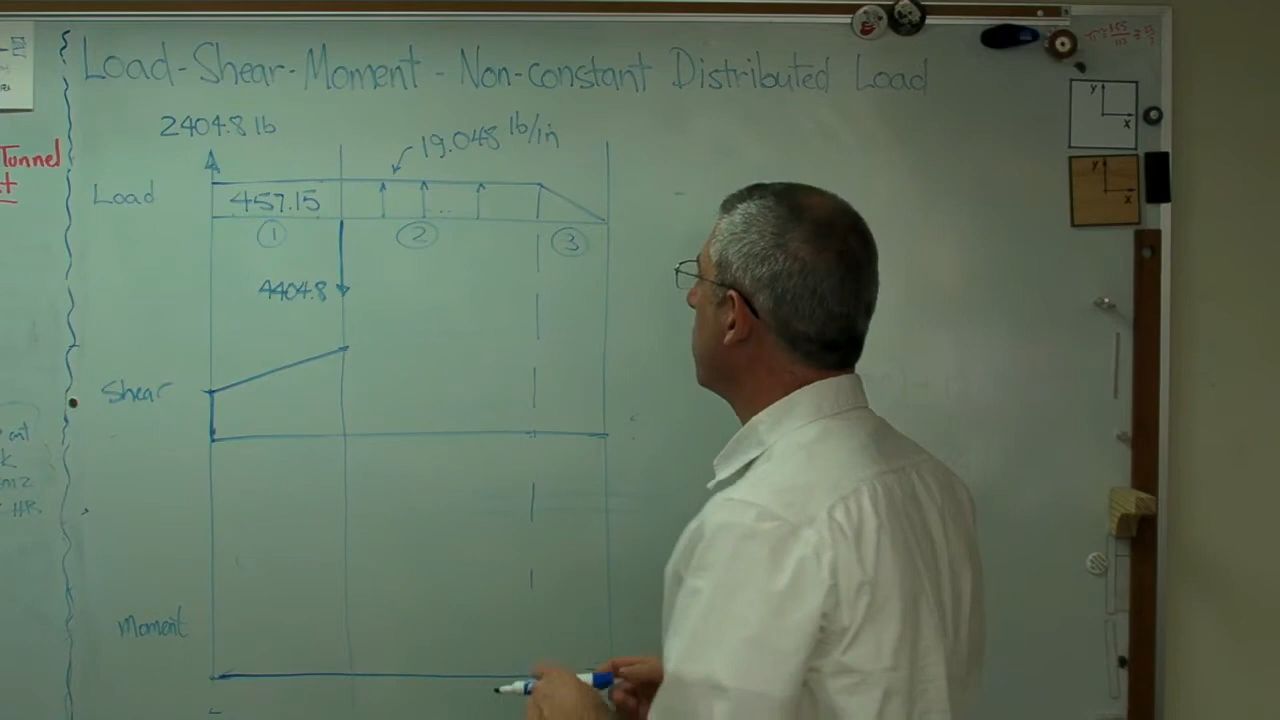 Load-Shear-Moment - Non-constant Distributed Load
2404.8 lb
19.048 lb/in
Tunnel
Load
457.15
...
1
2
3
4404.8
Shear
Moment
y
x
y
x
HR